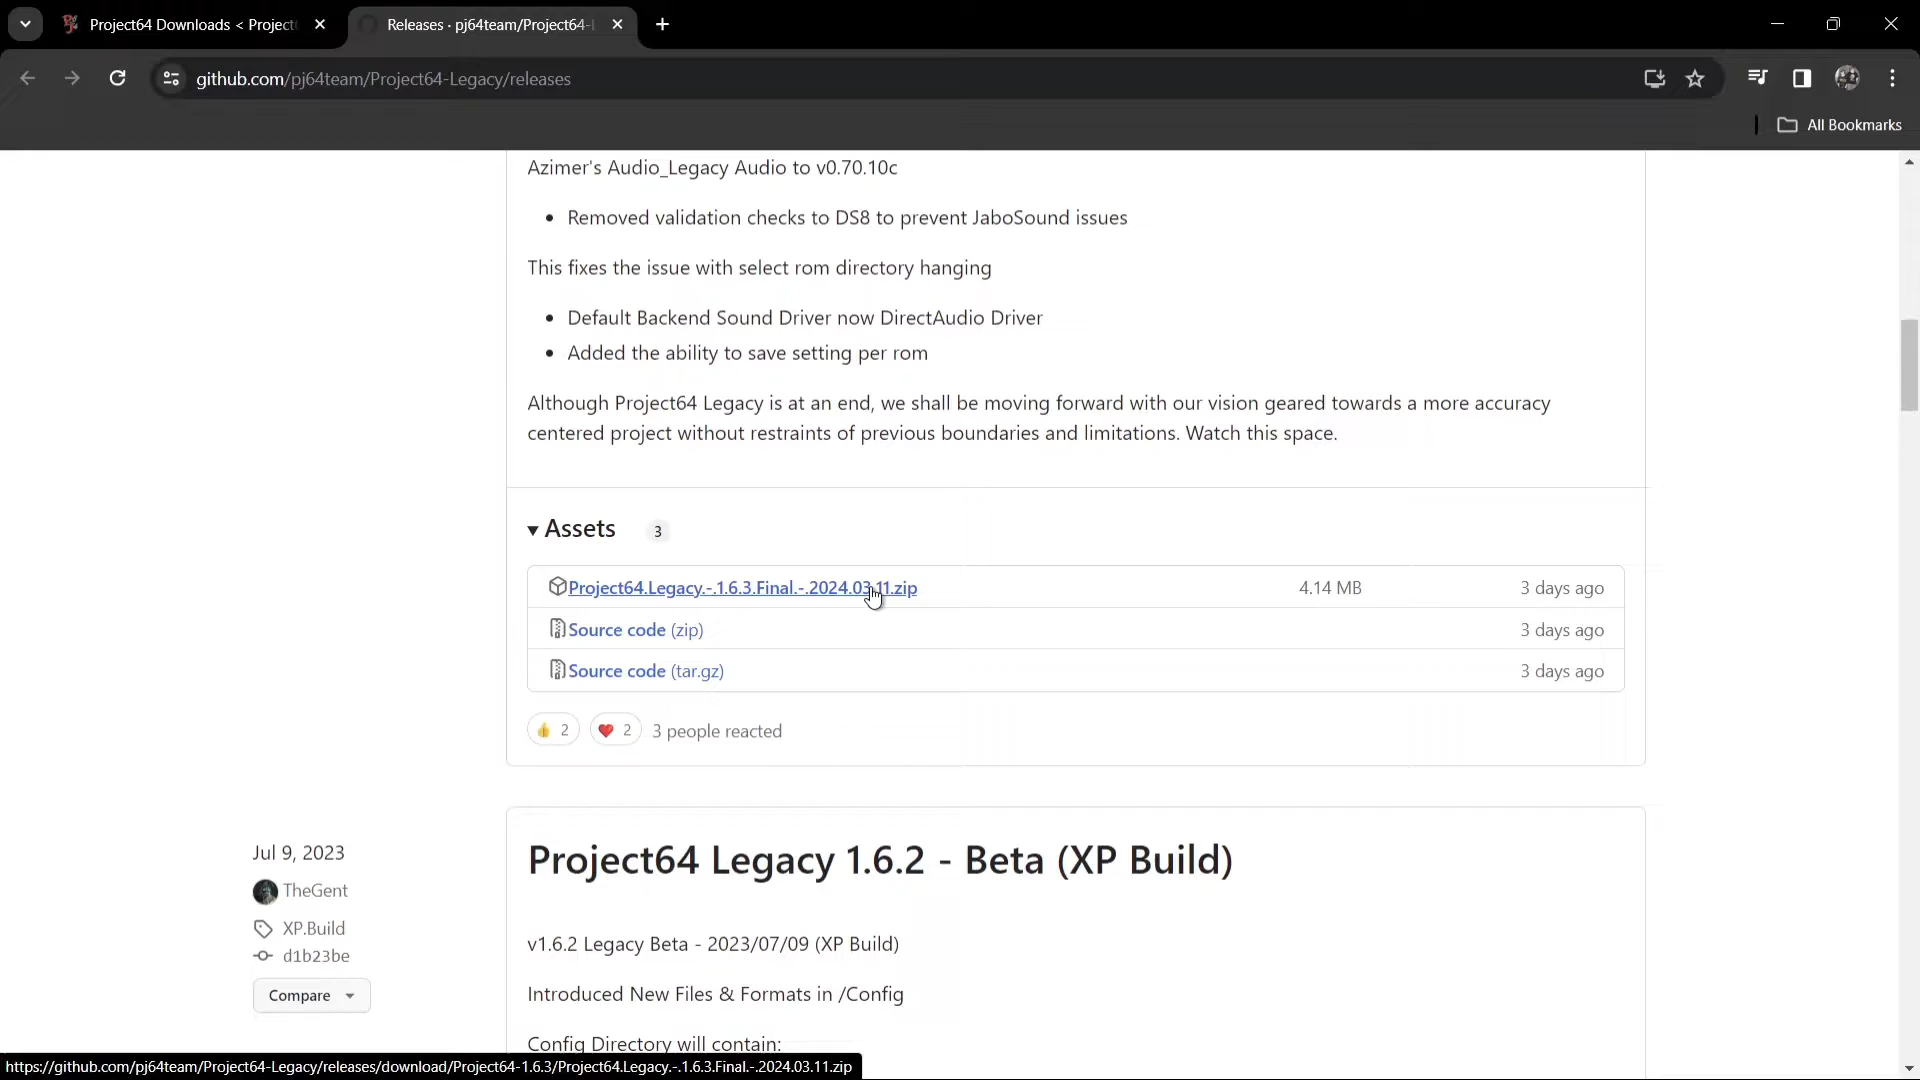 Project64 Downloads < Project
Releases · pj64team/Project64-L
github.com/pj64team/Project64-Legacy/releases
All Bookmarks
Azimer's Audio_Legacy Audio to v0.70.10c
• Removed validation checks to DS8 to prevent JaboSound issues
This fixes the issue with select rom directory hanging
• Default Backend Sound Driver now DirectAudio Driver
• Added the ability to save setting per rom
Although Project64 Legacy is at an end, we shall be moving forward with our vision geared towards a more accuracy
centered project without restraints of previous boundaries and limitations. Watch this space.
Assets 3
Project64.Legacy.-.1.6.3.Final.-.2024.03.11.zip 4.14 MB 3 days ago
Source code (zip) 3 days ago
Source code (tar.gz) 3 days ago
👍 2 ❤️ 2 3 people reacted
Jul 9, 2023
TheGent
XP.Build
d1b23be
Compare
Project64 Legacy 1.6.2 - Beta (XP Build)
v1.6.2 Legacy Beta - 2023/07/09 (XP Build)
Introduced New Files & Formats in /Config
Config Directory will contain:
https://github.com/pj64team/Project64-Legacy/releases/download/Project64-1.6.3/Project64.Legacy.-.1.6.3.Final.-.2024.03.11.zip